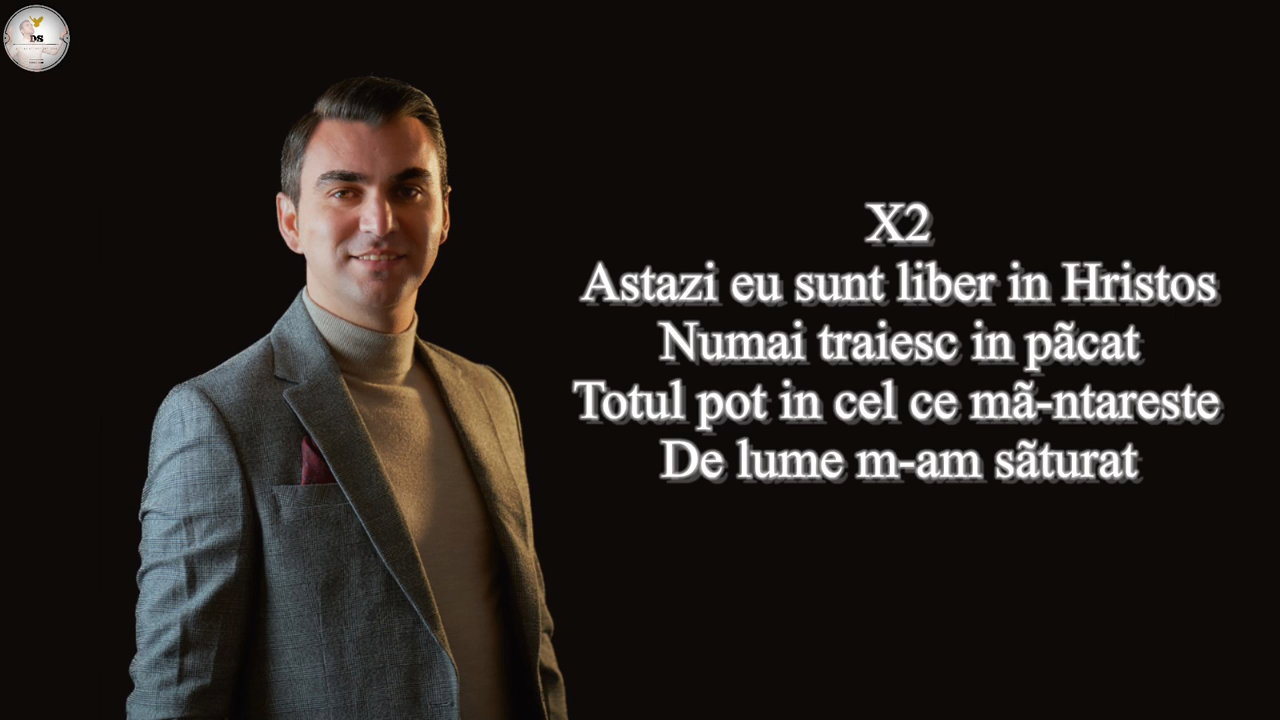 DS
X2
Astazi eu sunt liber in Hristos
Numai traiesc in pãcat
Totul pot in cel ce mã-ntareste
De lume m-am sãturat